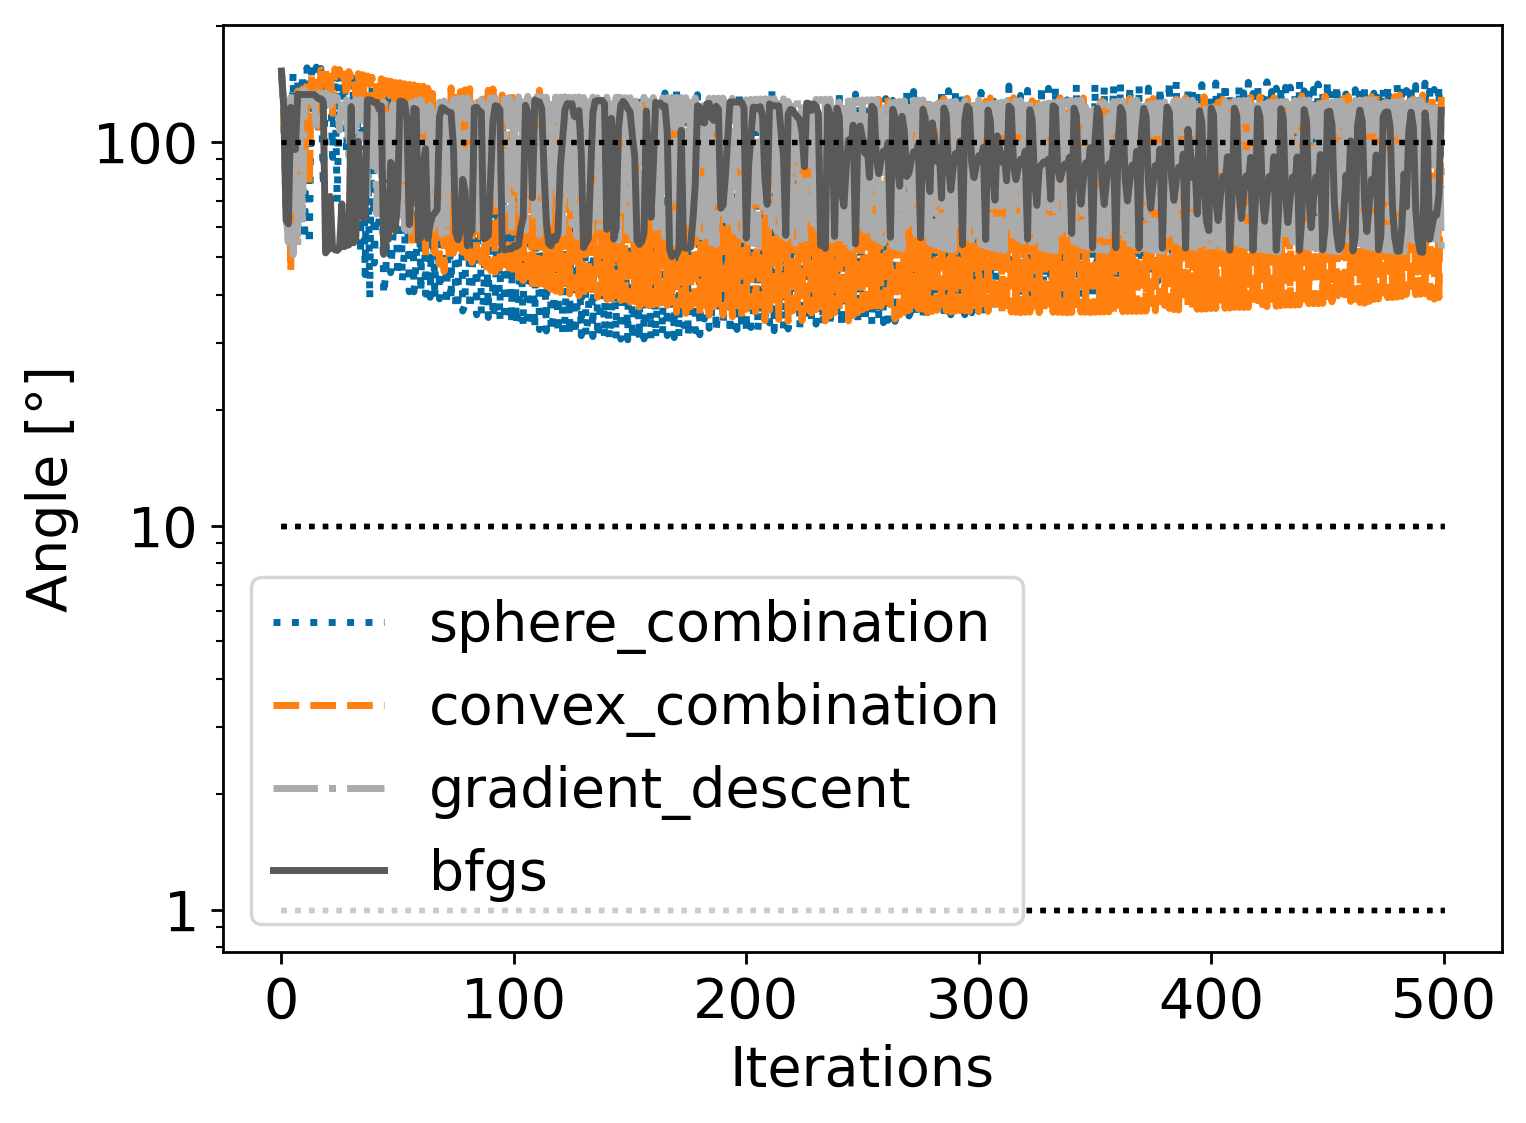 Angle [°]
100
10
1
sphere_combination
convex_combination
gradient_descent
bfgs
0 100 200 300 400 500
Iterations